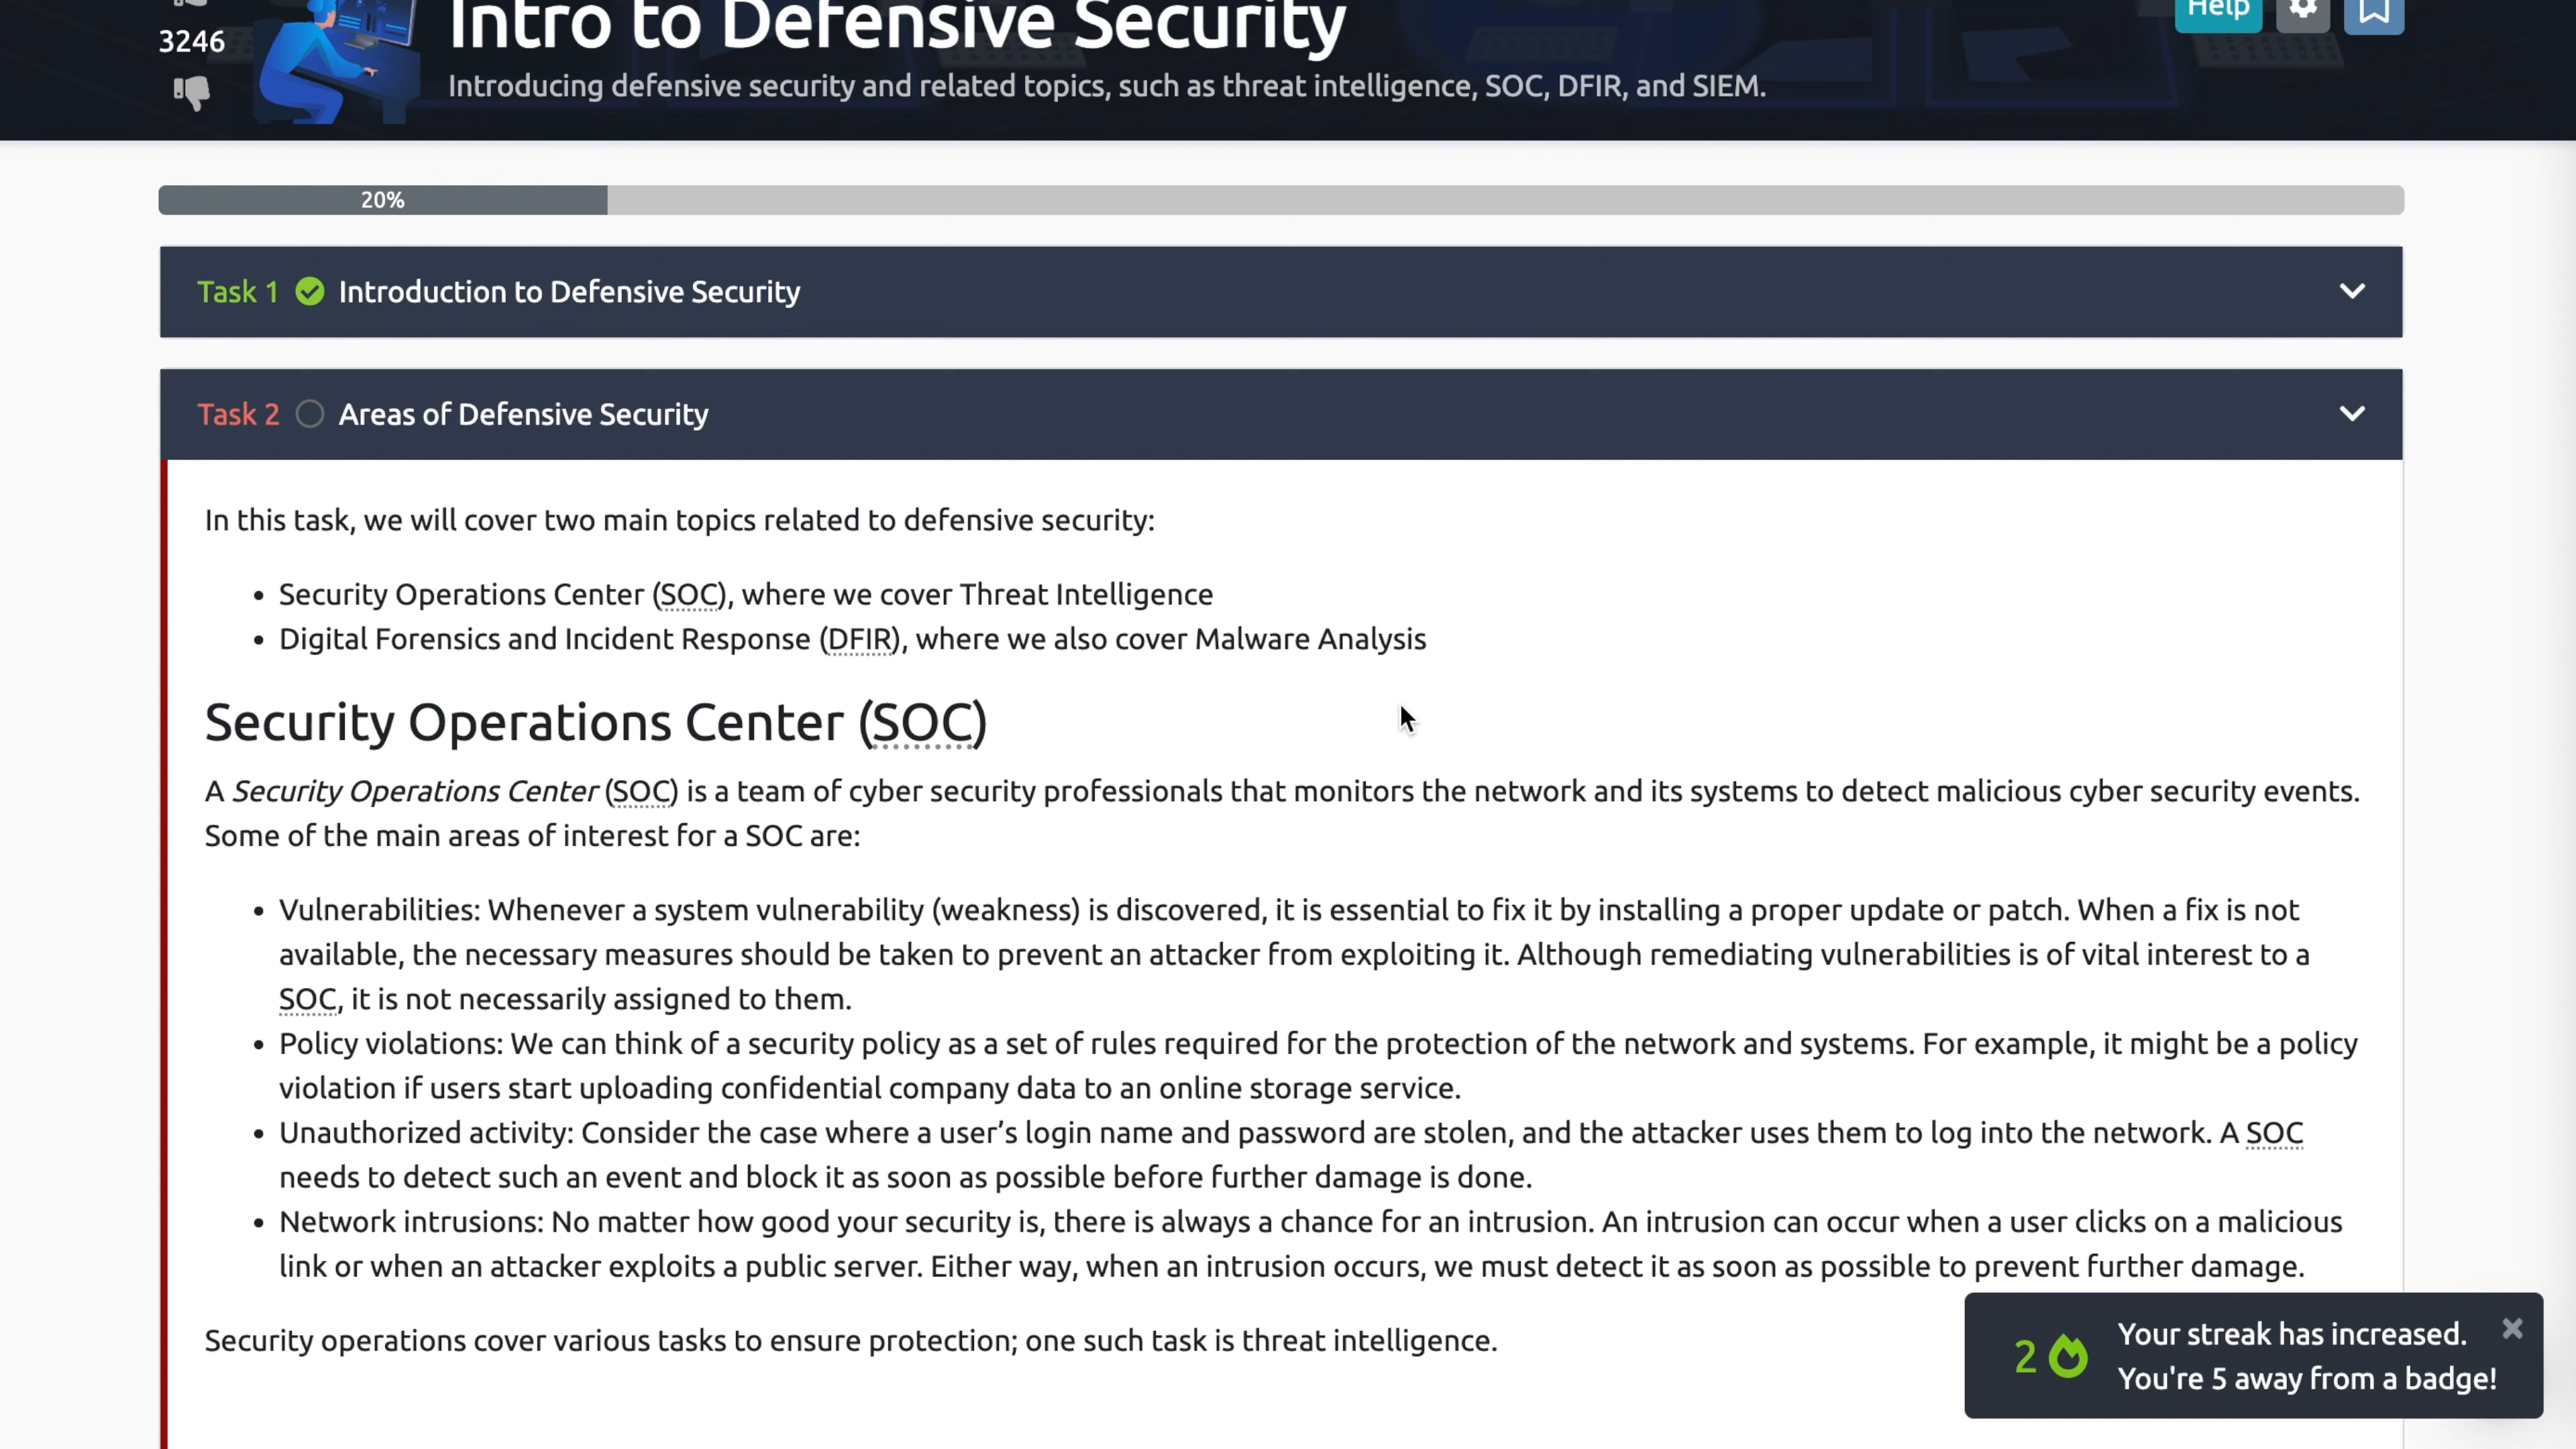 Intro to Defensive Security
Help
3246
Introducing defensive security and related topics, such as threat intelligence, SOC, DFIR, and SIEM.
20%
Task 1 Introduction to Defensive Security
Task 2 Areas of Defensive Security
In this task, we will cover two main topics related to defensive security:
• Security Operations Center (SOC), where we cover Threat Intelligence
• Digital Forensics and Incident Response (DFIR), where we also cover Malware Analysis
Security Operations Center (SOC)
A Security Operations Center (SOC) is a team of cyber security professionals that monitors the network and its systems to detect malicious cyber security events.
Some of the main areas of interest for a SOC are:
• Vulnerabilities: Whenever a system vulnerability (weakness) is discovered, it is essential to fix it by installing a proper update or patch. When a fix is not
available, the necessary measures should be taken to prevent an attacker from exploiting it. Although remediating vulnerabilities is of vital interest to a
SOC, it is not necessarily assigned to them.
• Policy violations: We can think of a security policy as a set of rules required for the protection of the network and systems. For example, it might be a policy
violation if users start uploading confidential company data to an online storage service.
• Unauthorized activity: Consider the case where a user’s login name and password are stolen, and the attacker uses them to log into the network. A SOC
needs to detect such an event and block it as soon as possible before further damage is done.
• Network intrusions: No matter how good your security is, there is always a chance for an intrusion. An intrusion can occur when a user clicks on a malicious
link or when an attacker exploits a public server. Either way, when an intrusion occurs, we must detect it as soon as possible to prevent further damage.
Security operations cover various tasks to ensure protection; one such task is threat intelligence.
2
Your streak has increased.
You're 5 away from a badge!